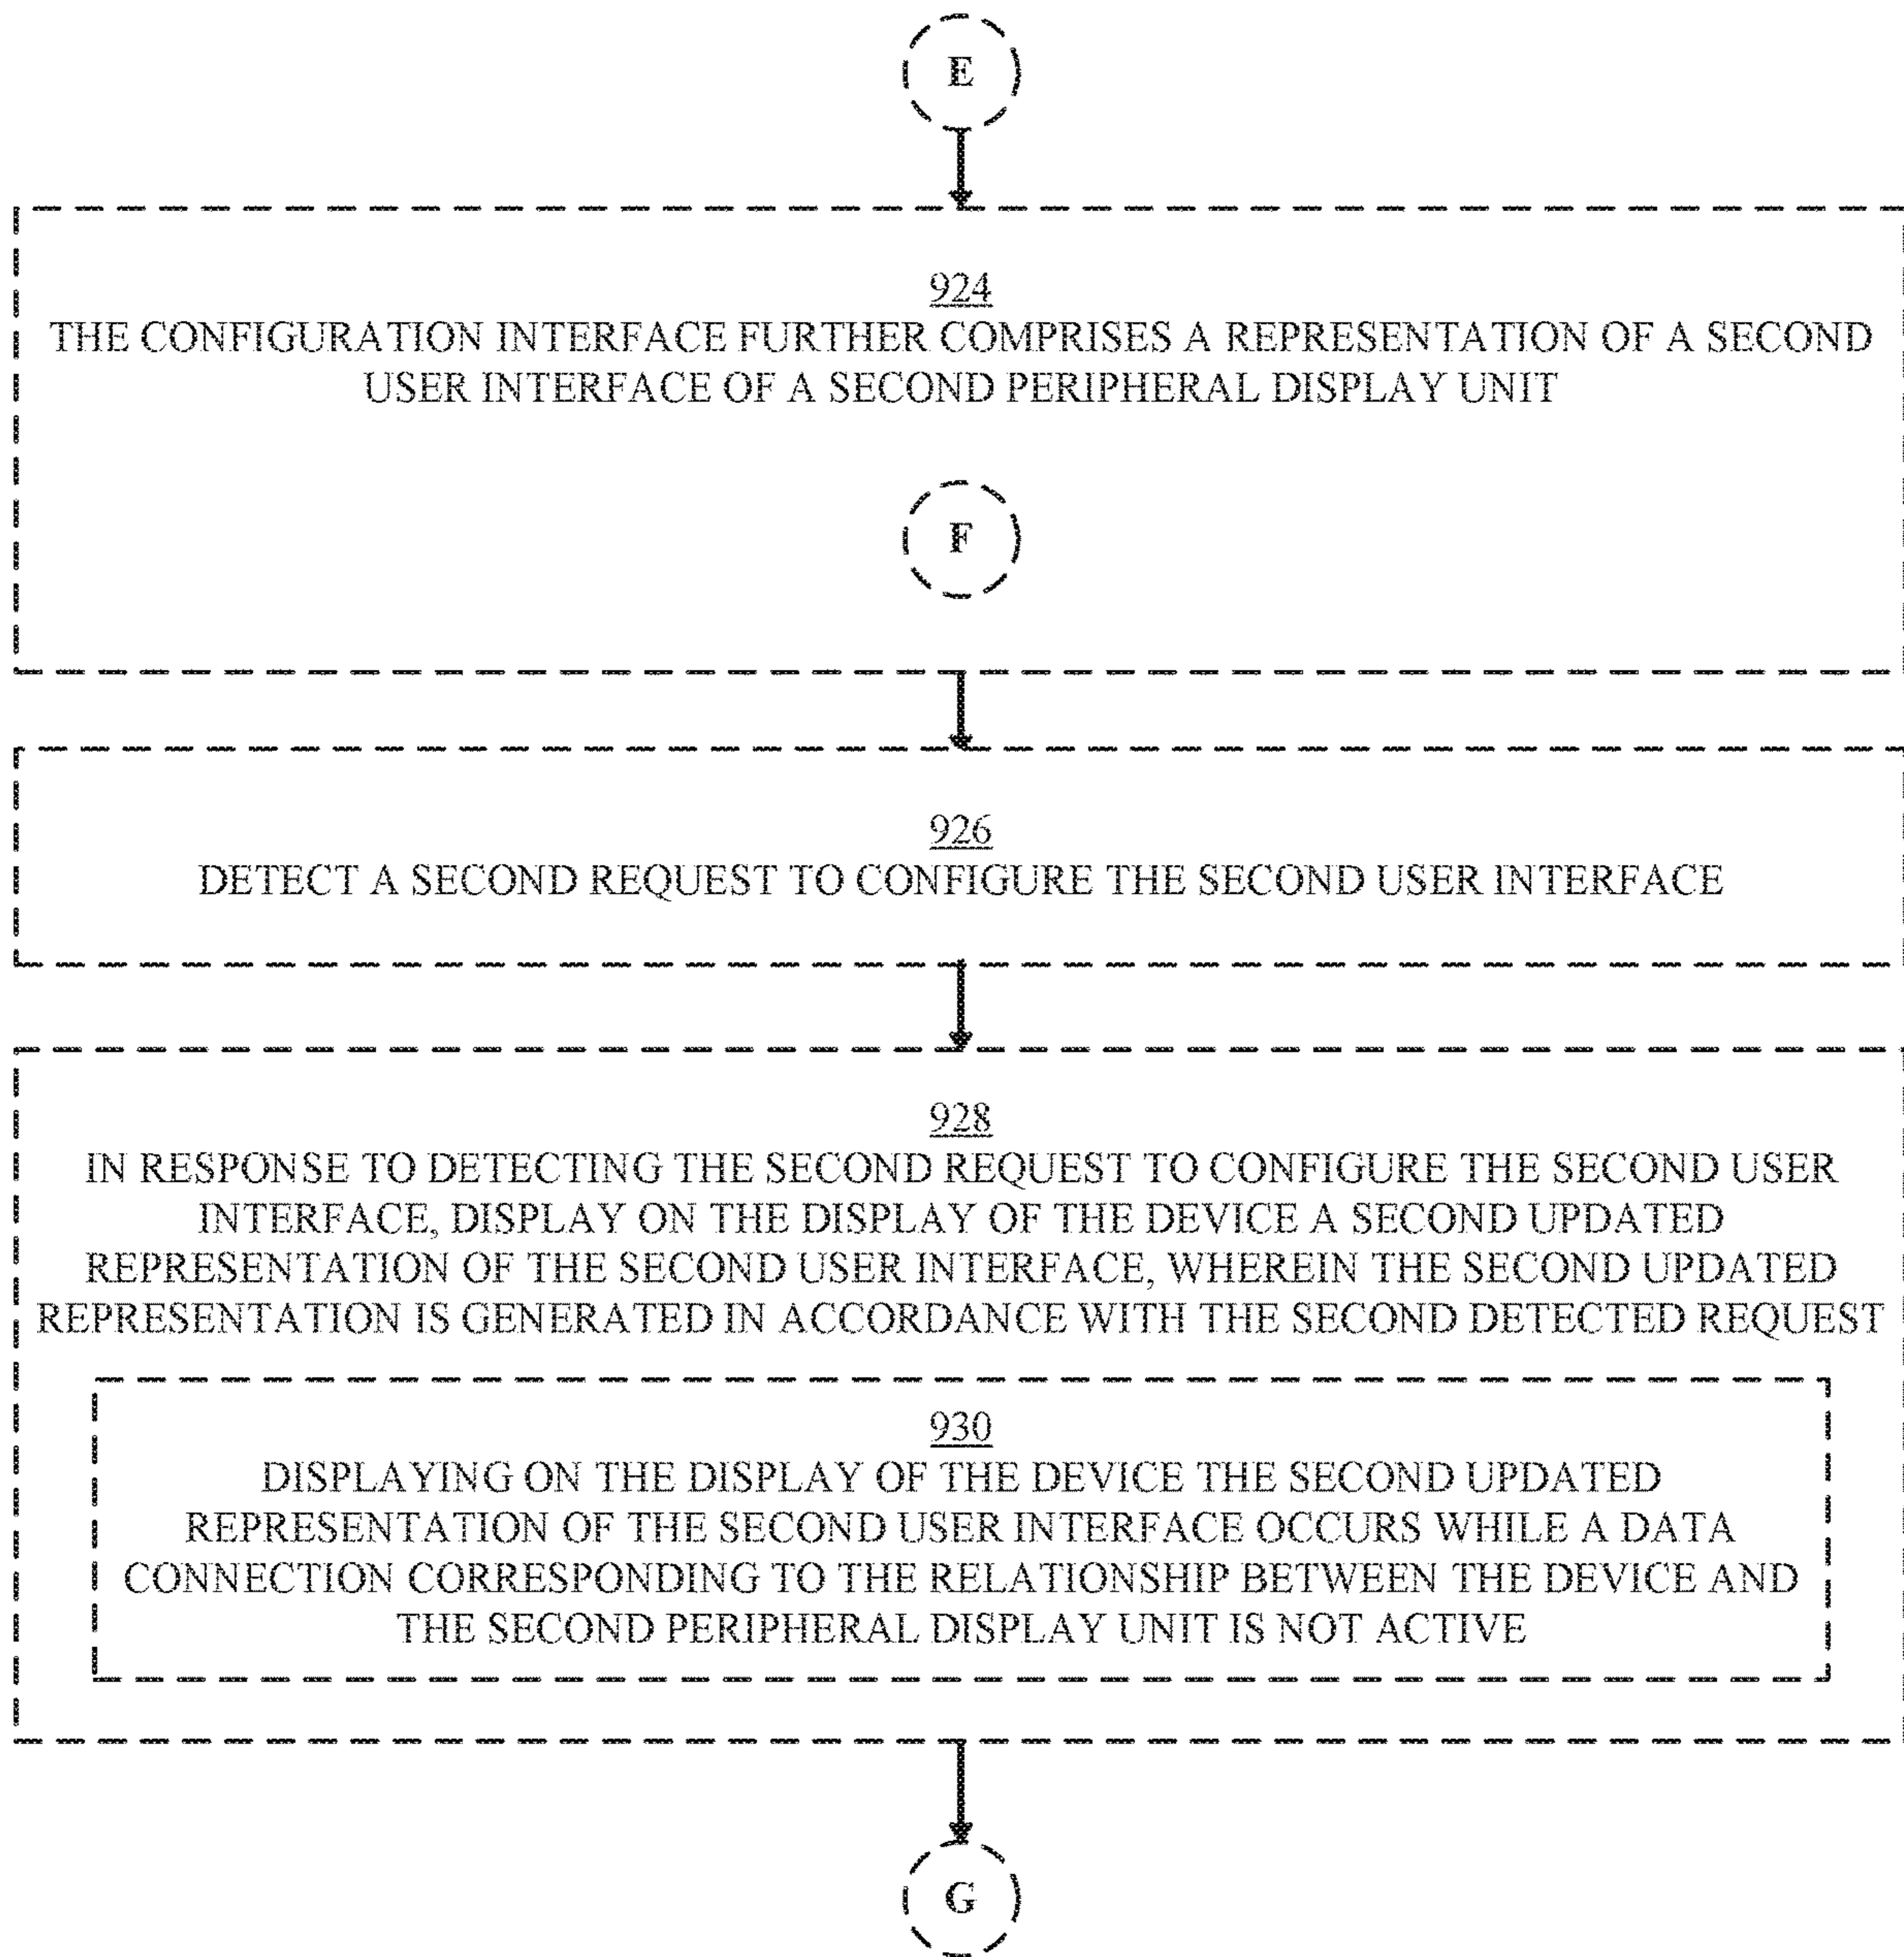 E
924
THE CONFIGURATION INTERFACE FURTHER COMPRISES A REPRESENTATION OF A SECOND
USER INTERFACE OF A SECOND PERIPHERAL DISPLAY UNIT
F
926
DETECT A SECOND REQUEST TO CONFIGURE THE SECOND USER INTERFACE
928
IN RESPONSE TO DETECTING THE SECOND REQUEST TO CONFIGURE THE SECOND USER
INTERFACE, DISPLAY ON THE DISPLAY OF THE DEVICE A SECOND UPDATED
REPRESENTATION OF THE SECOND USER INTERFACE, WHEREIN THE SECOND UPDATED
REPRESENTATION IS GENERATED IN ACCORDANCE WITH THE SECOND DETECTED REQUEST
930
DISPLAYING ON THE DISPLAY OF THE DEVICE THE SECOND UPDATED
REPRESENTATION OF THE SECOND USER INTERFACE OCCURS WHILE A DATA
CONNECTION CORRESPONDING TO THE RELATIONSHIP BETWEEN THE DEVICE AND
THE SECOND PERIPHERAL DISPLAY UNIT IS NOT ACTIVE
G